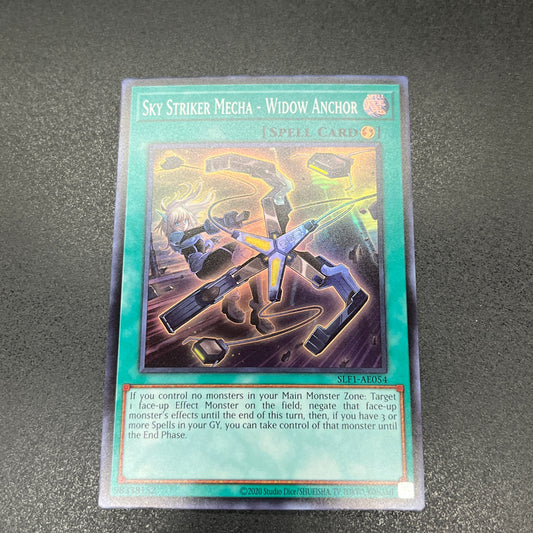 Sky Striker Mecha - Widow Anchor
[Spell Card]
SLF1-AE054
If you control no monsters in your Main Monster Zone: Target
1 face-up Effect Monster on the field; negate that face-up
monster's effects until the end of this turn, then, if you have 3 or
more Spells in your GY, you can take control of that monster until
the End Phase.
©2020 Studio Dice/SHUEISHA, TV TOKYO, KONAMI